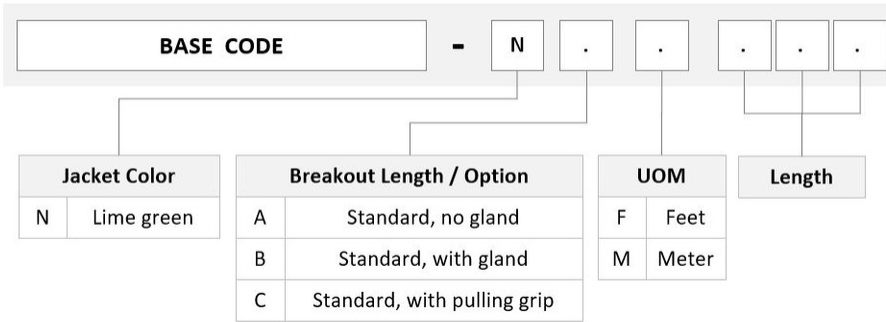 BASE CODE - N . . . . .
Jacket Color Breakout Length / Option UOM Length
N Lime green A Standard, no gland F Feet
B Standard, with gland M Meter
C Standard, with pulling grip